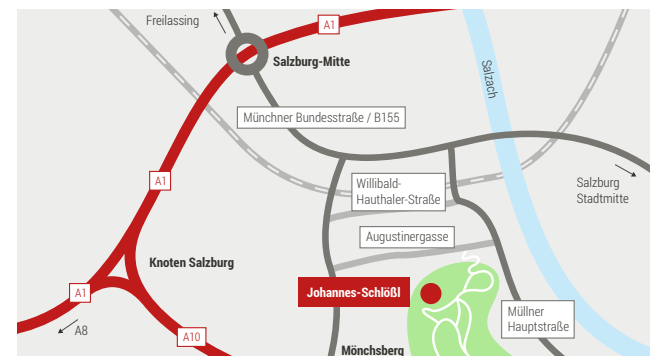 Freilassing
A1
Salzburg-Mitte
Salzach
Münchner Bundesstraße / B155
A1
Willibald-
Hauthaler-Straße
Salzburg
Stadtmitte
Augustinergasse
Knoten Salzburg
A1
Johannes-Schlößl
A8
A10
Müllner
Hauptstraße
Mönchsberg